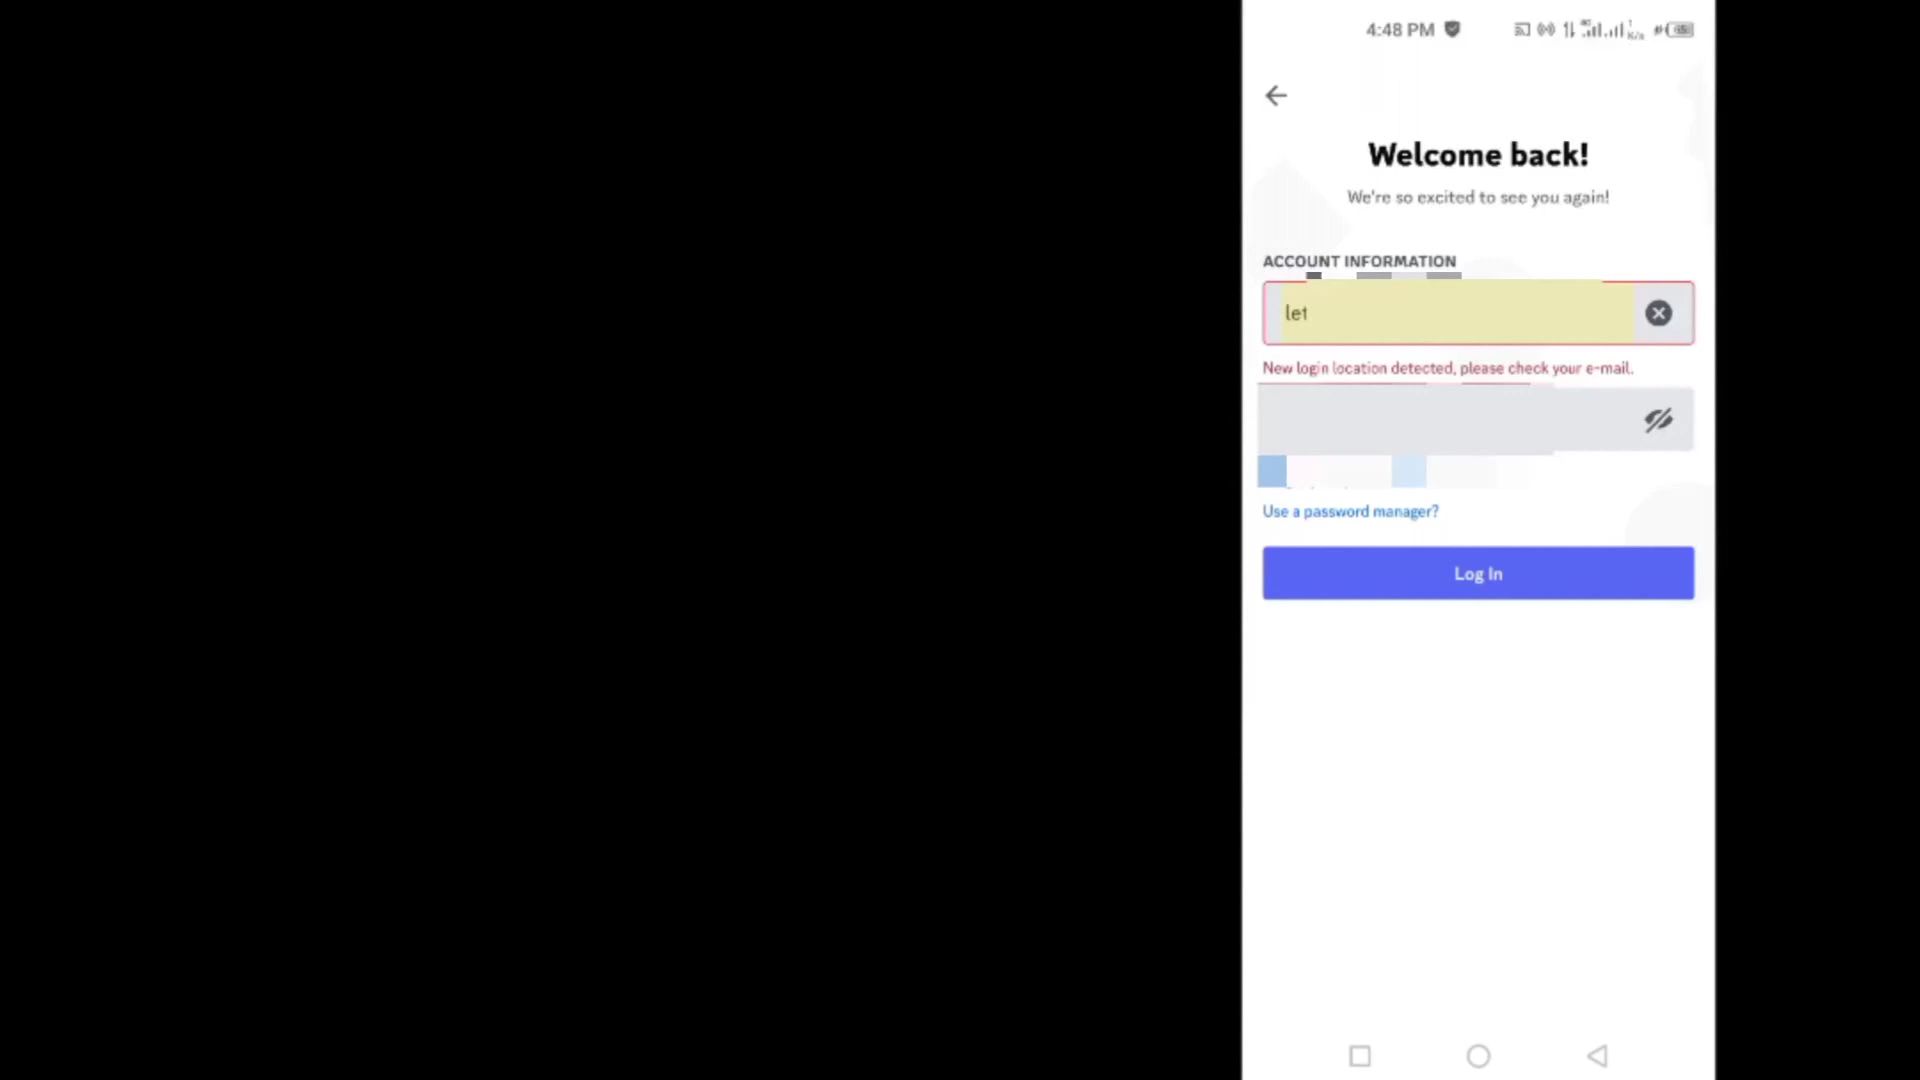 4:48 PM
Welcome back!
We're so excited to see you again!
ACCOUNT INFORMATION
let
New login location detected, please check your e-mail.
Use a password manager?
Log In